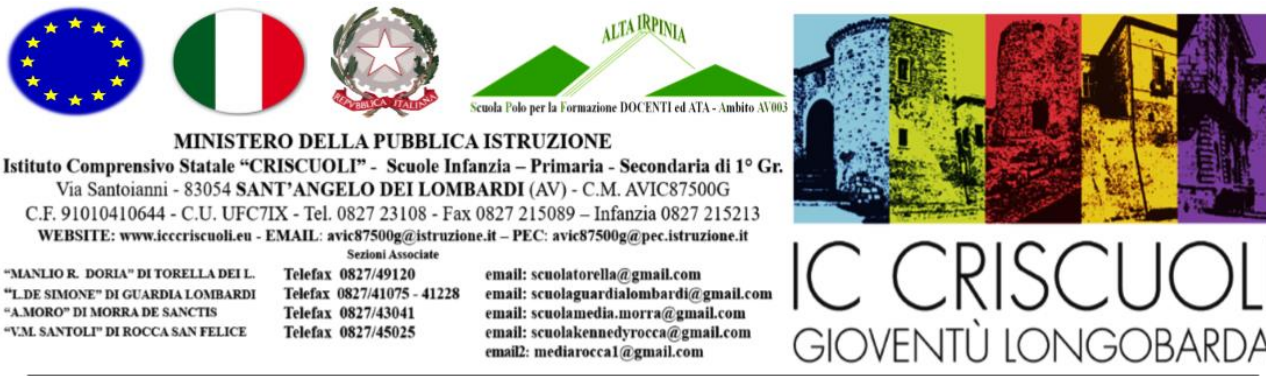 ALTA IRPINIA
REPVBBLICA ITALIANA
Scuola Polo per la Formazione DOCENTI ed ATA - Ambito AV003
MINISTERO DELLA PUBBLICA ISTRUZIONE
Istituto Comprensivo Statale “CRISCUOLI” - Scuole Infanzia – Primaria - Secondaria di 1° Gr.
Via Santoianni - 83054 SANT’ANGELO DEI LOMBARDI (AV) - C.M. AVIC87500G
C.F. 91010410644 - C.U. UFC7IX - Tel. 0827 23108 - Fax 0827 215089 – Infanzia 0827 215213
WEBSITE: www.icccriscuoli.eu - EMAIL: avic87500g@istruzione.it – PEC: avic87500g@pec.istruzione.it
Sezioni Associate
“MANLIO R. DORIA” DI TORELLA DEI L. Telefax 0827/49120 email: scuolatorella@gmail.com
“L.DE SIMONE” DI GUARDIA LOMBARDI Telefax 0827/41075 - 41228 email: scuolaguardialombardi@gmail.com
“A.MORO” DI MORRA DE SANCTIS Telefax 0827/43041 email: scuolamedia.morra@gmail.com
“V.M. SANTOLI” DI ROCCA SAN FELICE Telefax 0827/45025 email: scuolakennedyrocca@gmail.com
email2: mediarocca1@gmail.com
IC CRISCUOLI
GIOVENTÙ LONGOBARDA